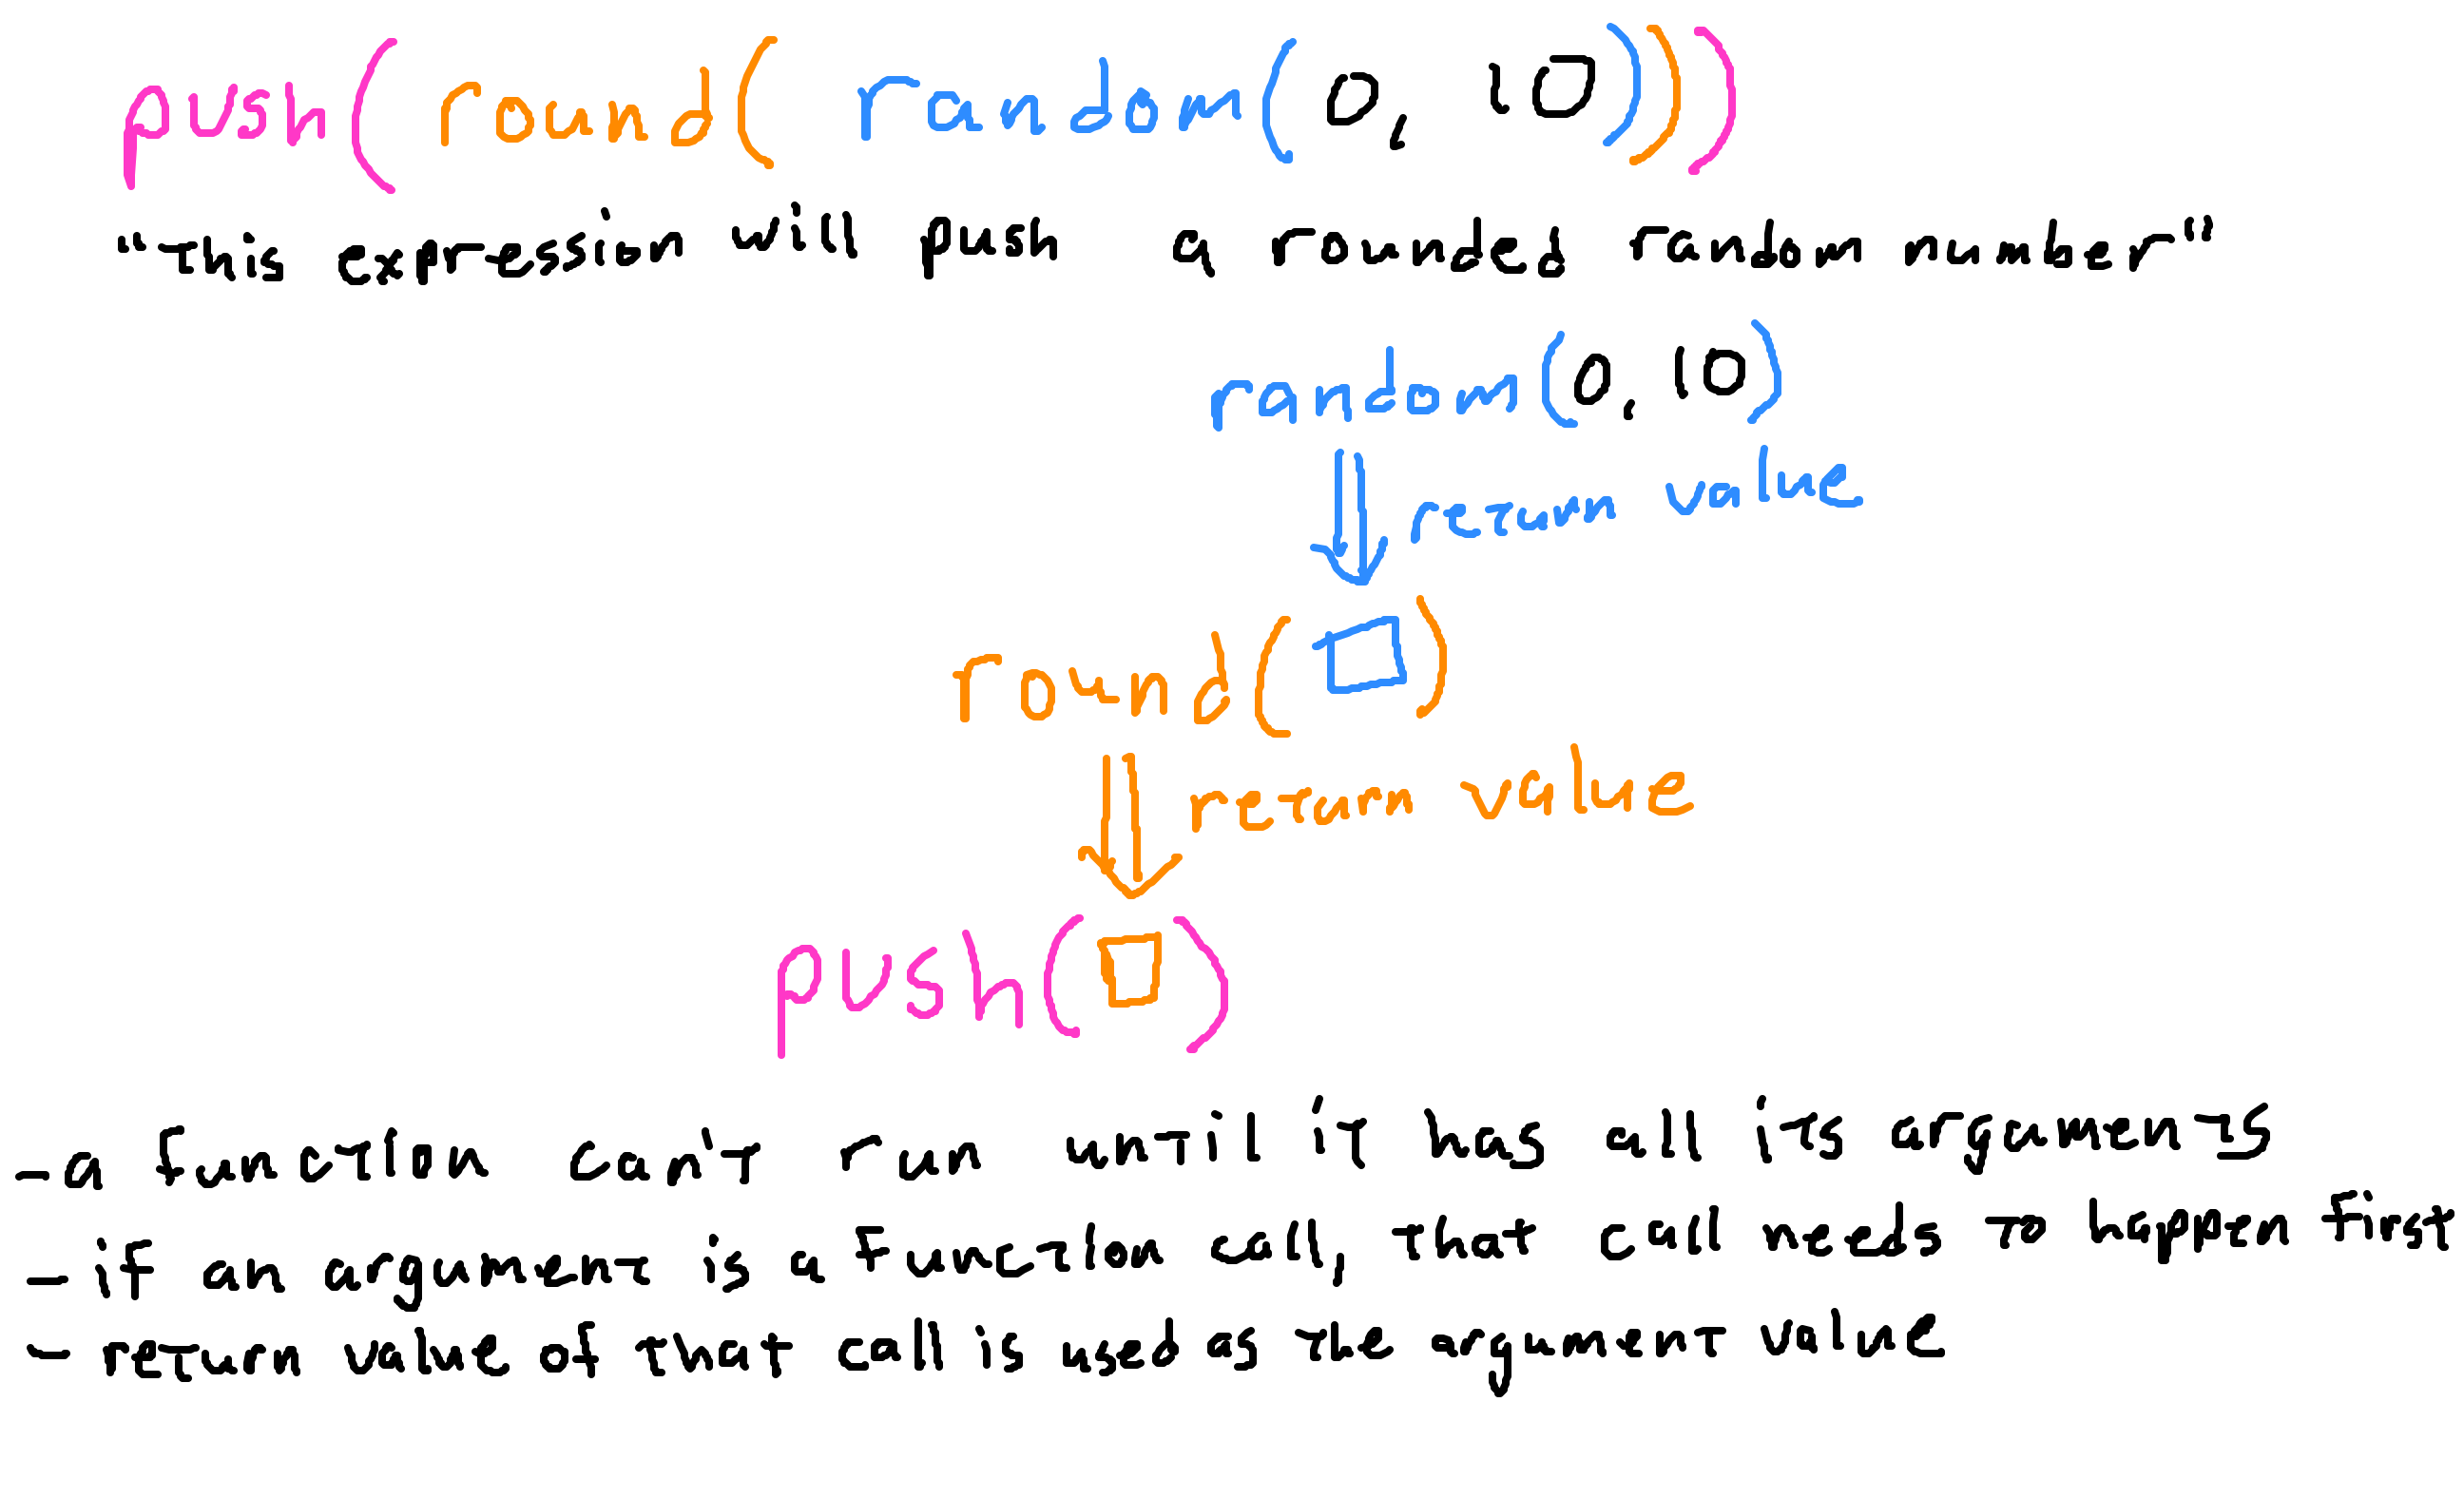 push(round(random(0, 10)))
"this expression will push a rounded random number"
random(0, 10)
return value
round(□)
return value
push(□)
- a function can't run until it has all its arguments
- if an argument is a function call, that call needs to happen first
- return value of that call is used as the argument value